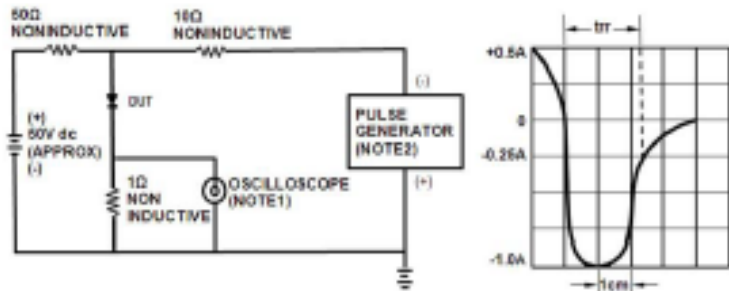 50Ω
NONINDUCTIVE
10Ω
NONINDUCTIVE
trr
+0.5A
(-)
DUT
(+)
50V dc
(APPROX)
(-)
PULSE
GENERATOR
(NOTE2)
0
-0.25A
1Ω
NON
INDUCTIVE
OSCILLOSCOPE
(NOTE1)
(+)
-1.0A
1cm